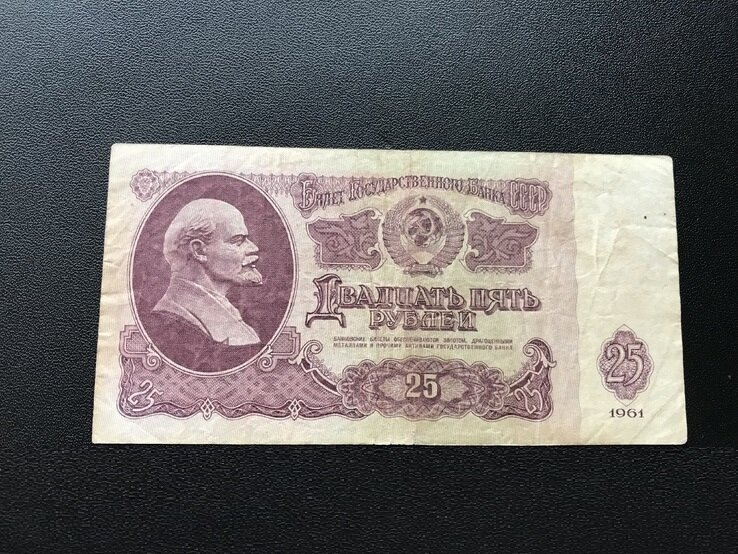 Билет Государственного Банка СССР
Двадцать пять
рублей
БАНКОВСКИЕ БИЛЕТЫ ОБЕСПЕЧИВАЮТСЯ ЗОЛОТОМ, ДРАГОЦЕННЫМИ
МЕТАЛЛАМИ И ПРОЧИМИ АКТИВАМИ ГОСУДАРСТВЕННОГО БАНКА
25
25
25
25
1961